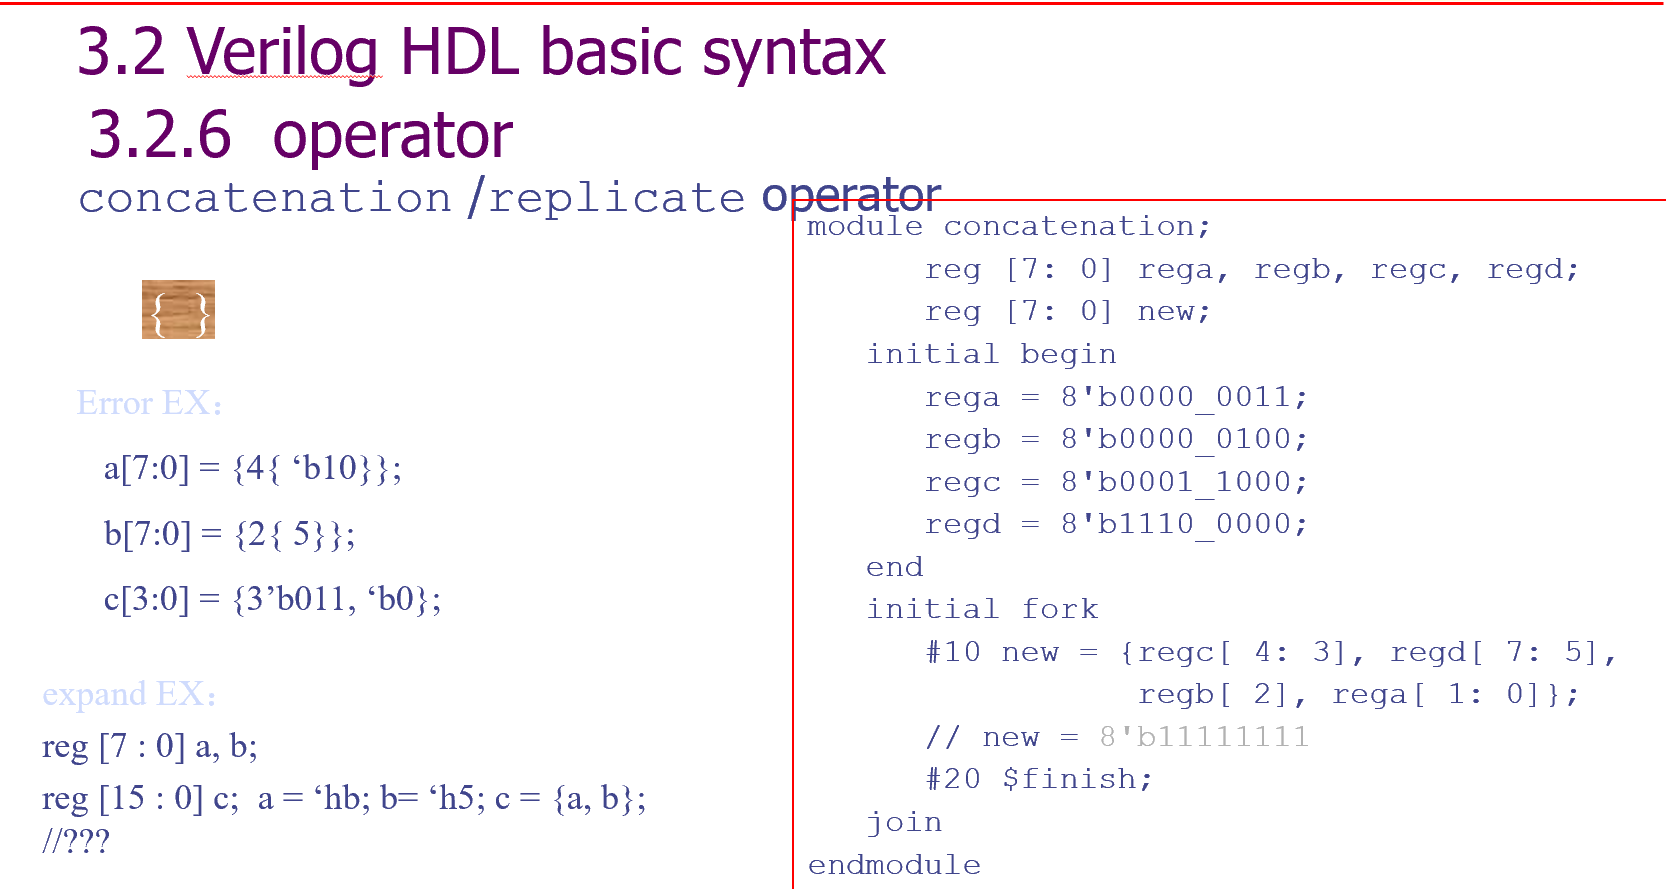 3.2 Verilog HDL basic syntax
3.2.6 operator
concatenation /replicate operator
{ }
Error EX：
a[7:0] = {4{ ‘b10}};
b[7:0] = {2{ 5}};
c[3:0] = {3’b011, ‘b0};
expand EX：
reg [7 : 0] a, b;
reg [15 : 0] c; a = ‘hb; b= ‘h5; c = {a, b};
//???
module concatenation;
reg [7: 0] rega, regb, regc, regd;
reg [7: 0] new;
initial begin
rega = 8'b0000_0011;
regb = 8'b0000_0100;
regc = 8'b0001_1000;
regd = 8'b1110_0000;
end
initial fork
#10 new = {regc[ 4: 3], regd[ 7: 5],
regb[ 2], rega[ 1: 0]};
// new = 8'b11111111
#20 $finish;
join
endmodule